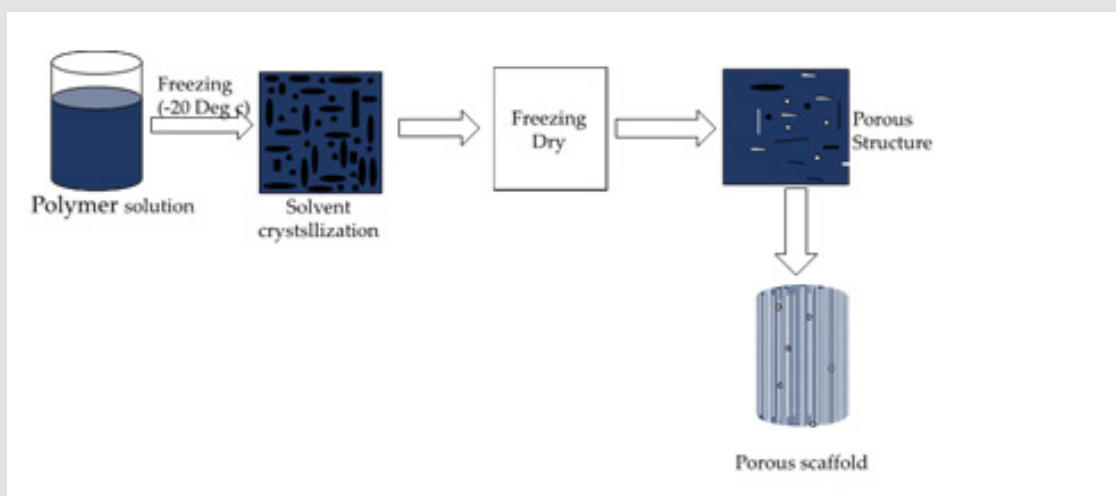 Freezing
(-20 Deg c)
Polymer solution
Solvent
crystsllization
Freezing
Dry
Porous
Structure
Porous scaffold